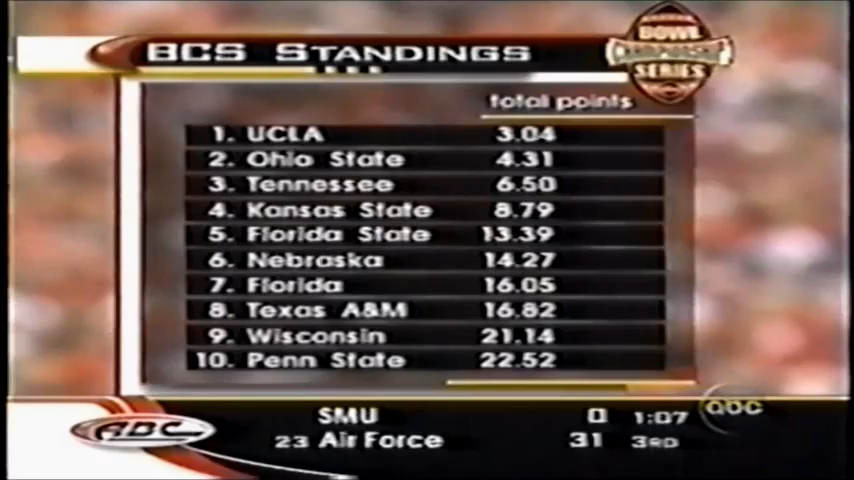 BCS STANDINGS
BOWL
CHAMPIONSHIP
SERIES
total points
1. UCLA 3.04
2. Ohio State 4.31
3. Tennessee 6.50
4. Kansas State 8.79
5. Florida State 13.39
6. Nebraska 14.27
7. Florida 16.05
8. Texas A&M 16.82
9. Wisconsin 21.14
10. Penn State 22.52
SMU 0 1:07
23 Air Force 31 3RD
ABC
abc